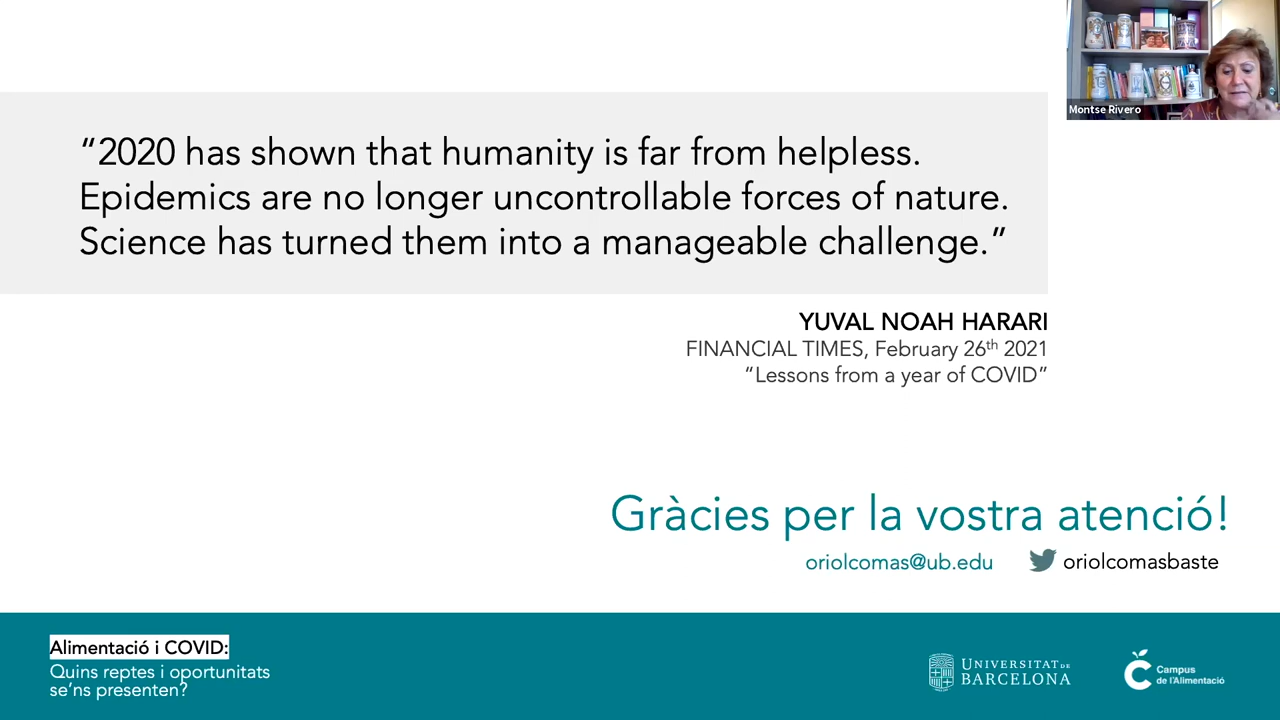 Montse Rivero
“2020 has shown that humanity is far from helpless.
Epidemics are no longer uncontrollable forces of nature.
Science has turned them into a manageable challenge.”
YUVAL NOAH HARARI
FINANCIAL TIMES, February 26th 2021
“Lessons from a year of COVID”
Gràcies per la vostra atenció!
oriolcomas@ub.edu oriolcomasbaste
Alimentació i COVID:
Quins reptes i oportunitats
se’ns presenten?
UNIVERSITAT DE
BARCELONA
Campus
de l’Alimentació